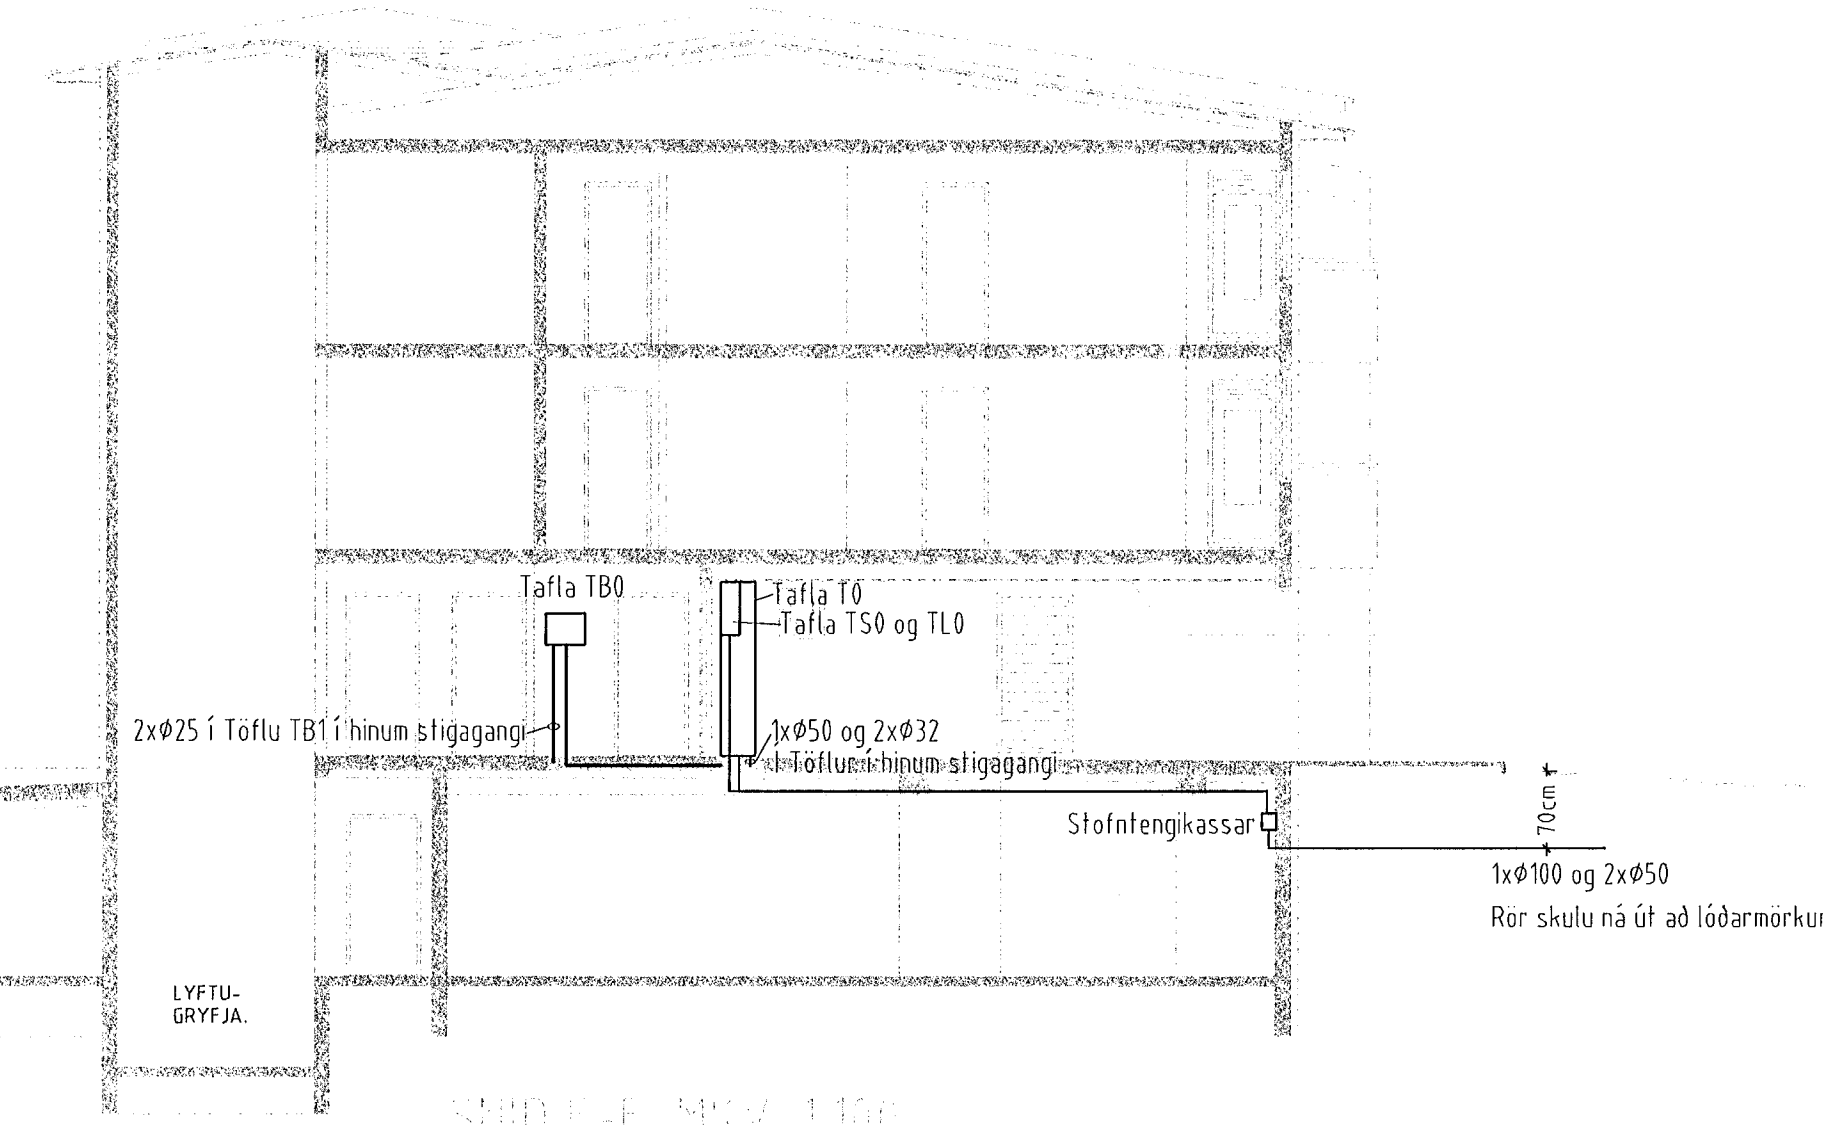 Tafla TB0
Tafla T0
Tafla TS0 og TL0
2xø25 í Töflu TB1 í hinum stigagangi
1xø50 og 2xø32
í Töflur í hinum stigagangi
Stofntengikassar
70cm
1xø100 og 2xø50
Rör skulu ná út að lóðarmörkur
LYFTU-
GRYFJA.